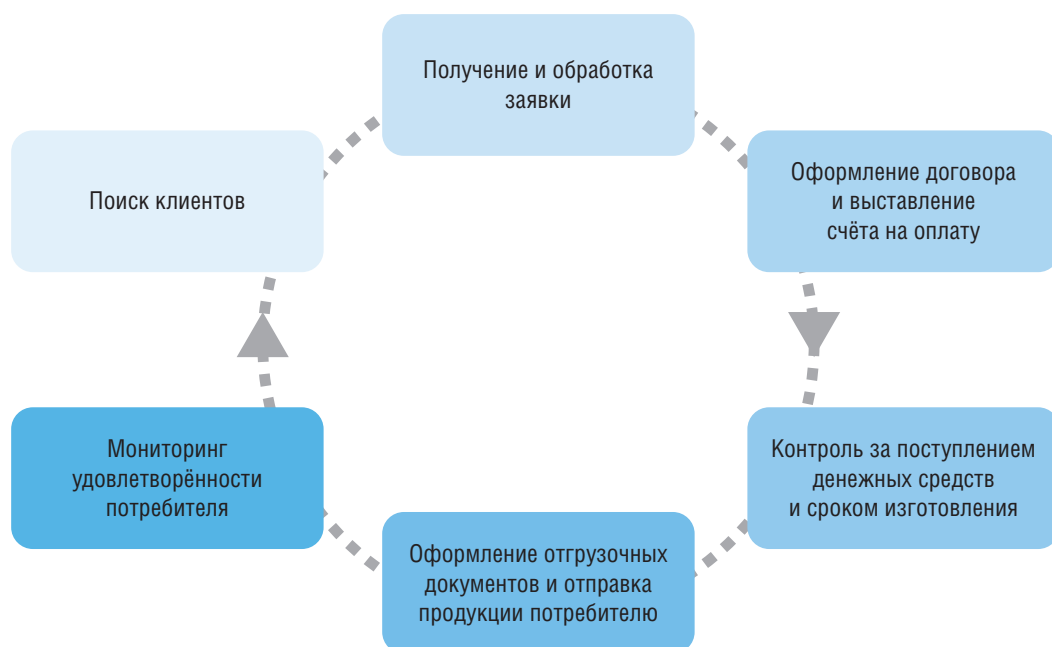 Получение и обработка
заявки
Поиск клиентов
Оформление договора
и выставление
счёта на оплату
Мониторинг
удовлетворённости
потребителя
Контроль за поступлением
денежных средств
и сроком изготовления
Оформление отгрузочных
документов и отправка
продукции потребителю